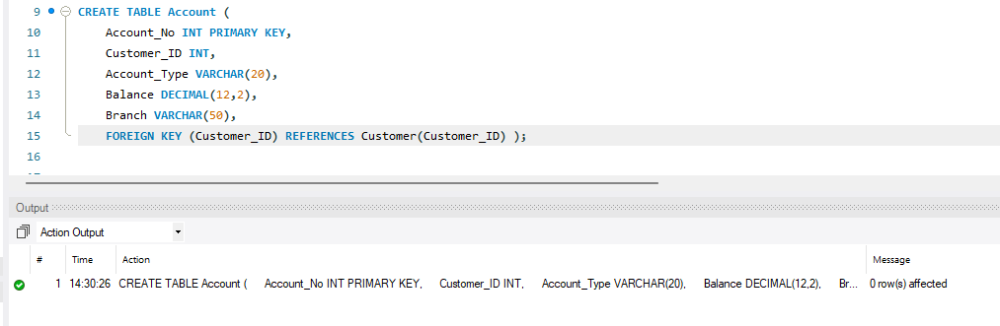 9 CREATE TABLE Account (
10 Account_No INT PRIMARY KEY,
11 Customer_ID INT,
12 Account_Type VARCHAR(20),
13 Balance DECIMAL(12,2),
14 Branch VARCHAR(50),
15 FOREIGN KEY (Customer_ID) REFERENCES Customer(Customer_ID) );
16
Output
Action Output
# Time Action Message
1 14:30:26 CREATE TABLE Account ( Account_No INT PRIMARY KEY, Customer_ID INT, Account_Type VARCHAR(20), Balance DECIMAL(12,2), Br... 0 row(s) affected